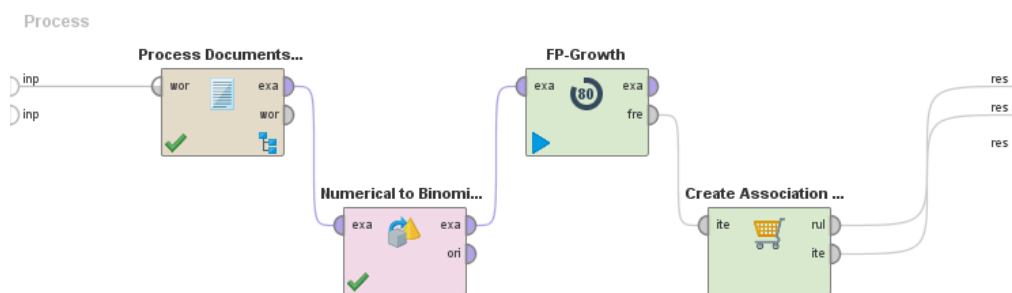 Process
Process Documents...
inp
wor
exa
inp
wor
FP-Growth
exa
80
exa
fre
res
res
res
Numerical to Binomi...
exa
exa
ori
Create Association ...
ite
rul
ite